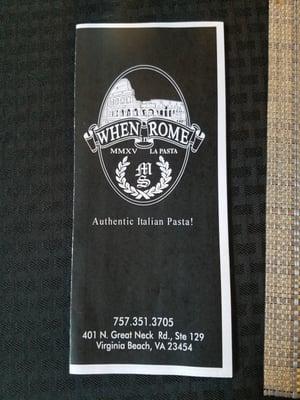 WHEN IN ROME
MMXV LA PASTA
MS
Authentic Italian Pasta!
757.351.3705
401 N. Great Neck Rd., Ste 129
Virginia Beach, VA 23454